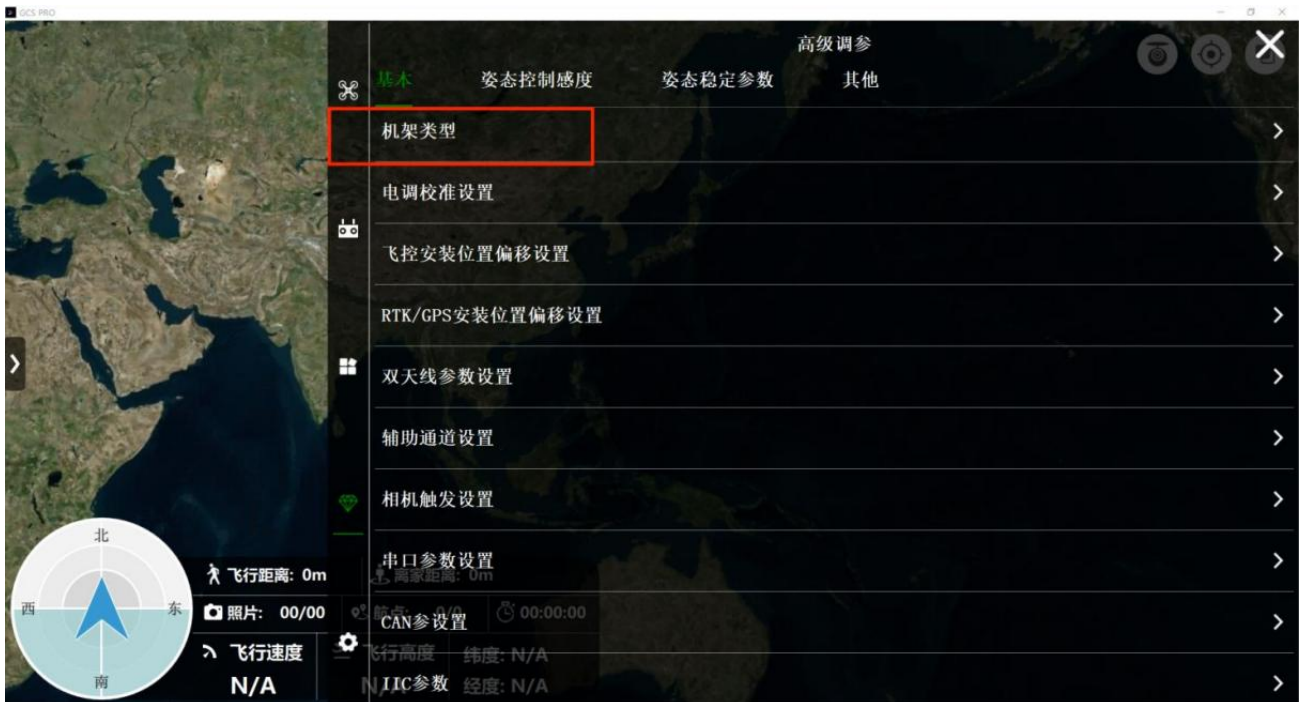 GCS PRO
高级调参
基本 姿态控制感度 姿态稳定参数 其他
机架类型
电调校准设置
飞控安装位置偏移设置
RTK/GPS安装位置偏移设置
双天线参数设置
辅助通道设置
相机触发设置
串口参数设置
CAN参设置
IIC参数
北
西
东
南
飞行距离: 0m
离家距离: 0m
照片: 00/00
航点: 0/0
00:00:00
飞行速度
N/A
飞行高度
N/A
纬度: N/A
经度: N/A